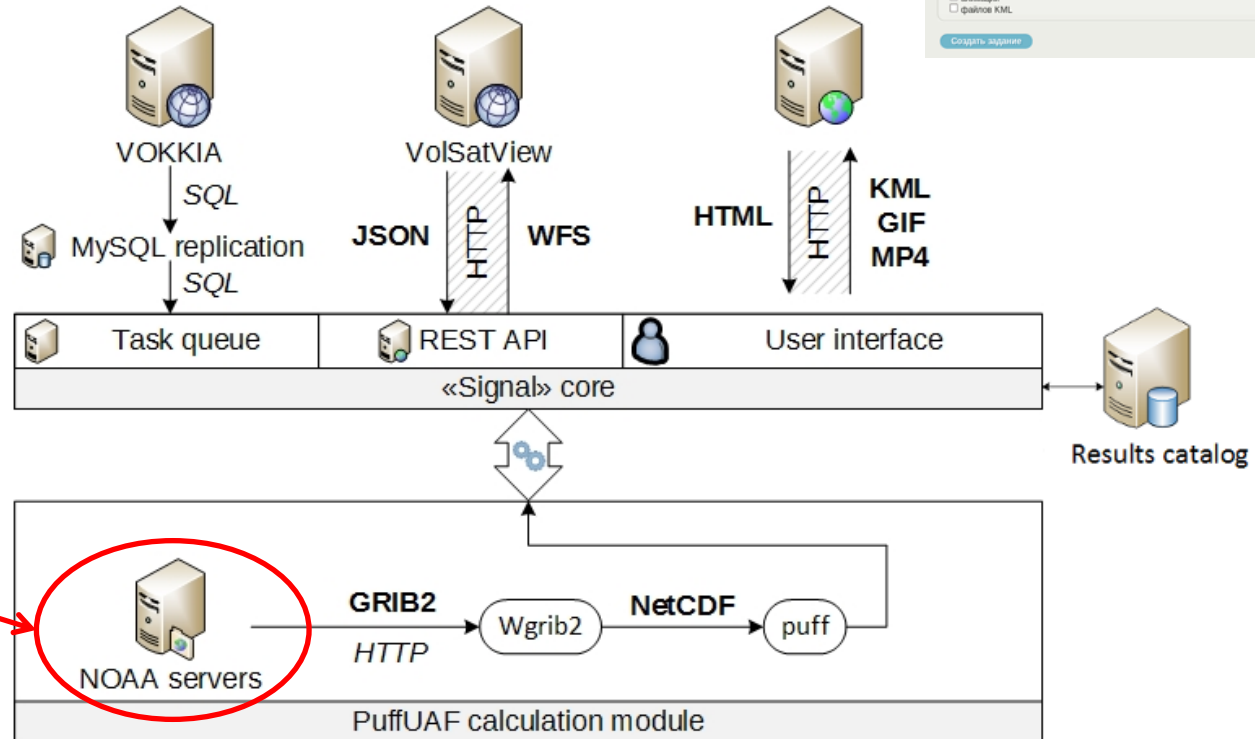 файлов KML
Создать задание
VOKKIA
VolSatView
SQL
MySQL replication
SQL
JSON
HTTP
WFS
HTML
HTTP
KML
GIF
MP4
Task queue
REST API
User interface
«Signal» core
Results catalog
NOAA servers
GRIB2
HTTP
Wgrib2
NetCDF
puff
PuffUAF calculation module